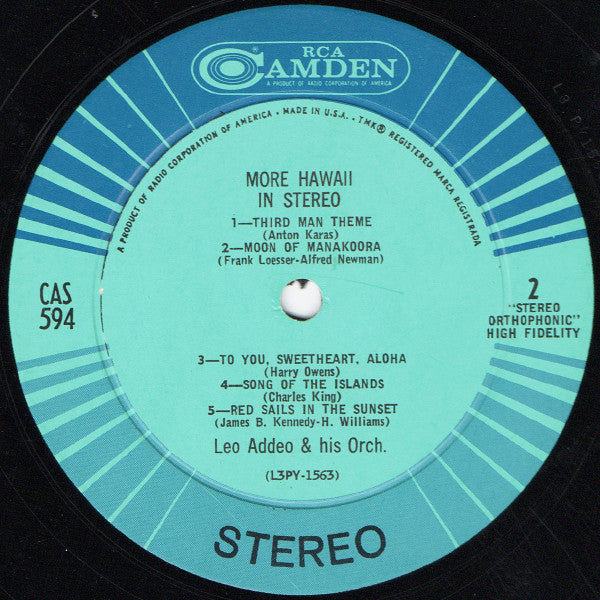 RCA
CAMDEN
A PRODUCT OF RADIO CORPORATION OF AMERICA
A PRODUCT OF RADIO CORPORATION OF AMERICA • MADE IN U.S.A. • TMK® REGISTERED MARCA REGISTRADA
MORE HAWAII
IN STEREO
1—THIRD MAN THEME
(Anton Karas)
2—MOON OF MANAKOORA
(Frank Loesser-Alfred Newman)
CAS
594
2
"STEREO
ORTHOPHONIC"
HIGH FIDELITY
3—TO YOU, SWEETHEART, ALOHA
(Harry Owens)
4—SONG OF THE ISLANDS
(Charles King)
5—RED SAILS IN THE SUNSET
(James B. Kennedy-H. Williams)
Leo Addeo & his Orch.
(L3PY-1563)
STEREO